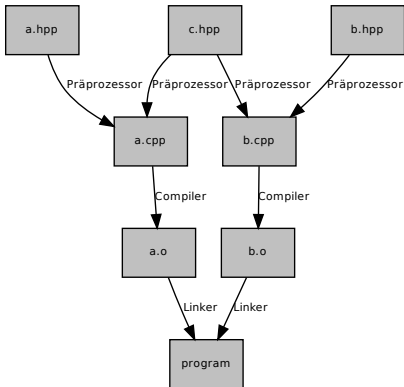 a.hpp
c.hpp
b.hpp
Präprozessor
Präprozessor
Präprozessor
Präprozessor
a.cpp
b.cpp
Compiler
Compiler
a.o
b.o
Linker
Linker
program